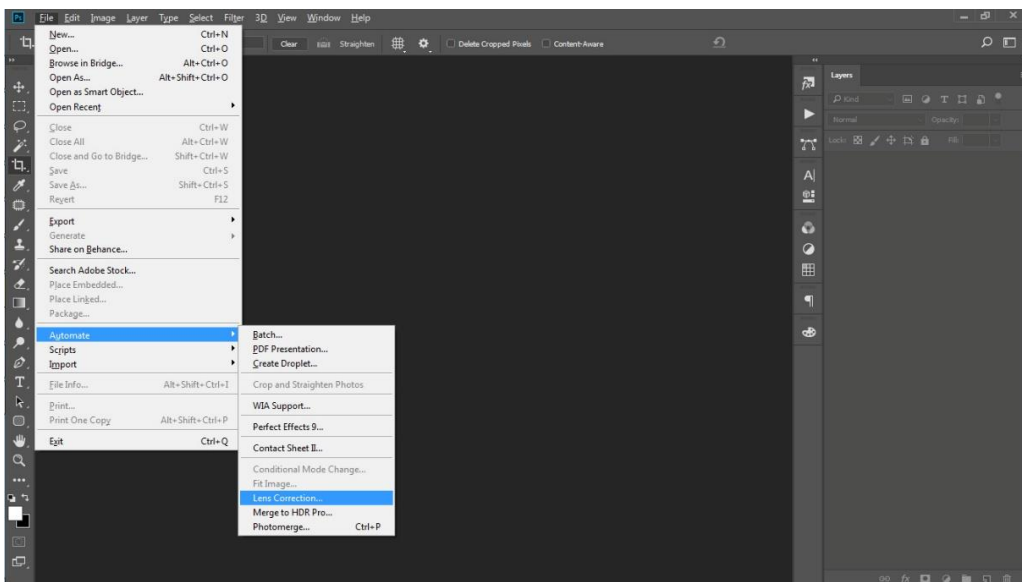 Ps File Edit Image Layer Type Select Filter 3D View Window Help
Clear Straighten Delete Cropped Pixels Content-Aware
New... Ctrl+N
Open... Ctrl+O
Browse in Bridge... Alt+Ctrl+O
Open As... Alt+Shift+Ctrl+O
Open as Smart Object...
Open Recent
Close Ctrl+W
Close All Alt+Ctrl+W
Close and Go to Bridge... Shift+Ctrl+W
Save Ctrl+S
Save As... Shift+Ctrl+S
Revert F12
Export
Generate
Share on Behance...
Search Adobe Stock...
Place Embedded...
Place Linked...
Package...
Automate
Scripts
Import
File Info... Alt+Shift+Ctrl+I
Print...
Print One Copy Alt+Shift+Ctrl+P
Exit Ctrl+Q
Batch...
PDF Presentation...
Create Droplet...
Crop and Straighten Photos
WIA Support...
Perfect Effects 9...
Contact Sheet II...
Conditional Mode Change...
Fit Image...
Lens Correction...
Merge to HDR Pro...
Photomerge... Ctrl+P
Layers
Kind
Normal Opacity:
Lock: Fill:
fx